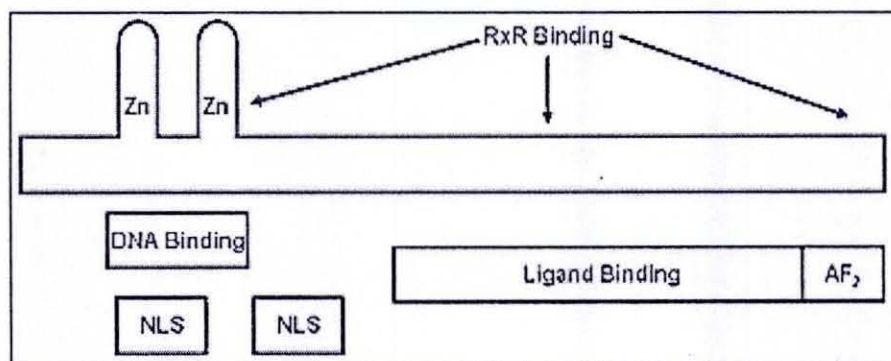 RxR Binding
Zn Zn
DNA Binding
Ligand Binding AF₂
NLS NLS